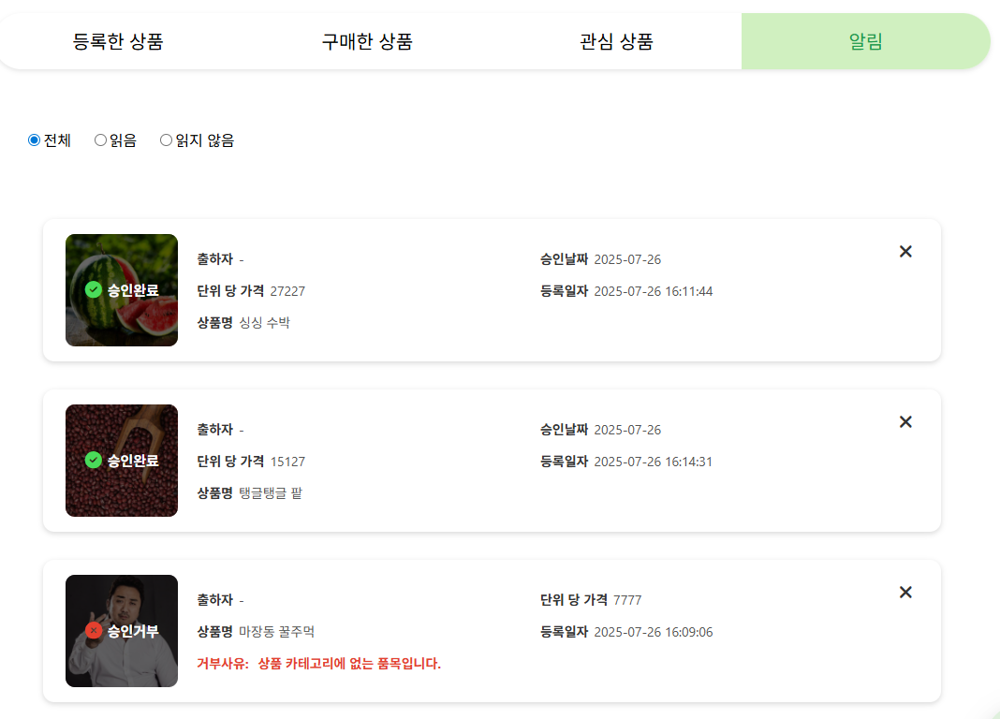 등록한 상품 구매한 상품 관심 상품 알림
전체 읽음 읽지 않음
출하자 - 승인날짜 2025-07-26
승인완료 단위 당 가격 27227 등록일자 2025-07-26 16:11:44
상품명 싱싱 수박
출하자 - 승인날짜 2025-07-26
승인완료 단위 당 가격 15127 등록일자 2025-07-26 16:14:31
상품명 탱글탱글 팥
출하자 - 단위 당 가격 7777
승인거부 상품명 마장동 꿀주먹 등록일자 2025-07-26 16:09:06
거부사유: 상품 카테고리에 없는 품목입니다.